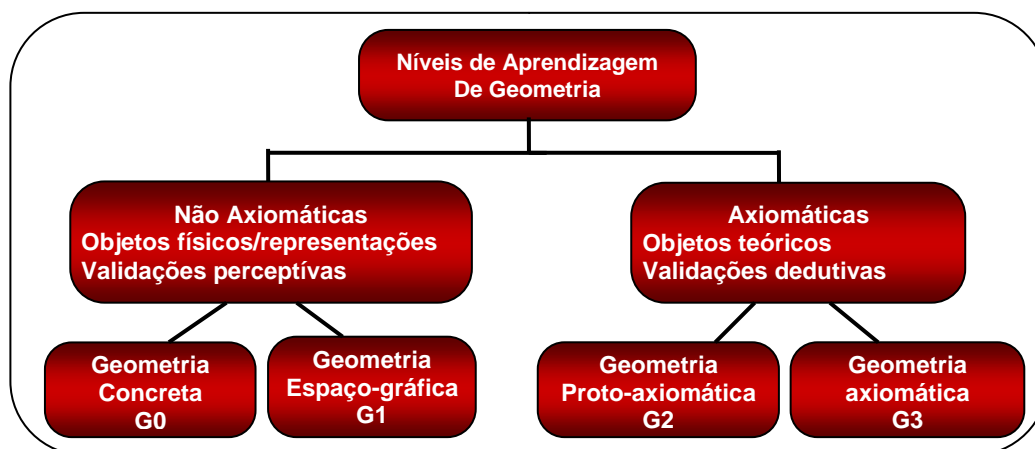 Níveis de Aprendizagem
De Geometria
Não Axiomáticas
Objetos físicos/representações
Validações perceptívas
Axiomáticas
Objetos teóricos
Validações dedutivas
Geometria
Concreta
G0
Geometria
Espaço-gráfica
G1
Geometria
Proto-axiomática
G2
Geometria
axiomática
G3